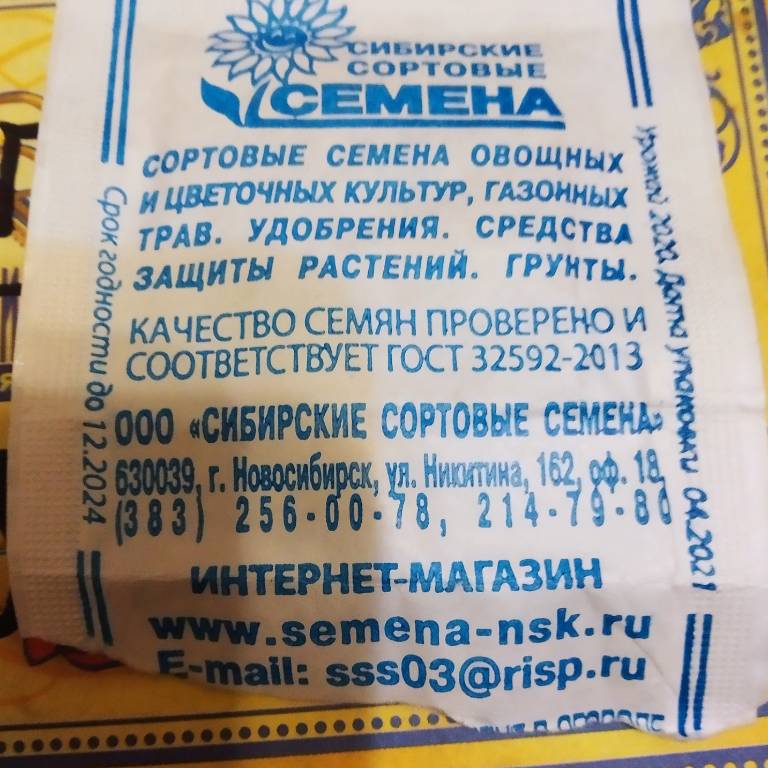 СИБИРСКИЕ
СОРТОВЫЕ
СЕМЕНА
СОРТОВЫЕ СЕМЕНА ОВОЩНЫХ
И ЦВЕТОЧНЫХ КУЛЬТУР, ГАЗОННЫХ
ТРАВ. УДОБРЕНИЯ. СРЕДСТВА
ЗАЩИТЫ РАСТЕНИЙ. ГРУНТЫ.
КАЧЕСТВО СЕМЯН ПРОВЕРЕНО И
СООТВЕТСТВУЕТ ГОСТ 32592-2013
ООО «СИБИРСКИЕ СОРТОВЫЕ СЕМЕНА»
630039, г. Новосибирск, ул. Никитина, 162, оф. 18,
(383) 256-00-78, 214-79-80
ИНТЕРНЕТ-МАГАЗИН
www.semena-nsk.ru
E-mail: sss03@risp.ru
Срок годности до 12.2024
Урожай 2020 Дата упаковки 04.2021